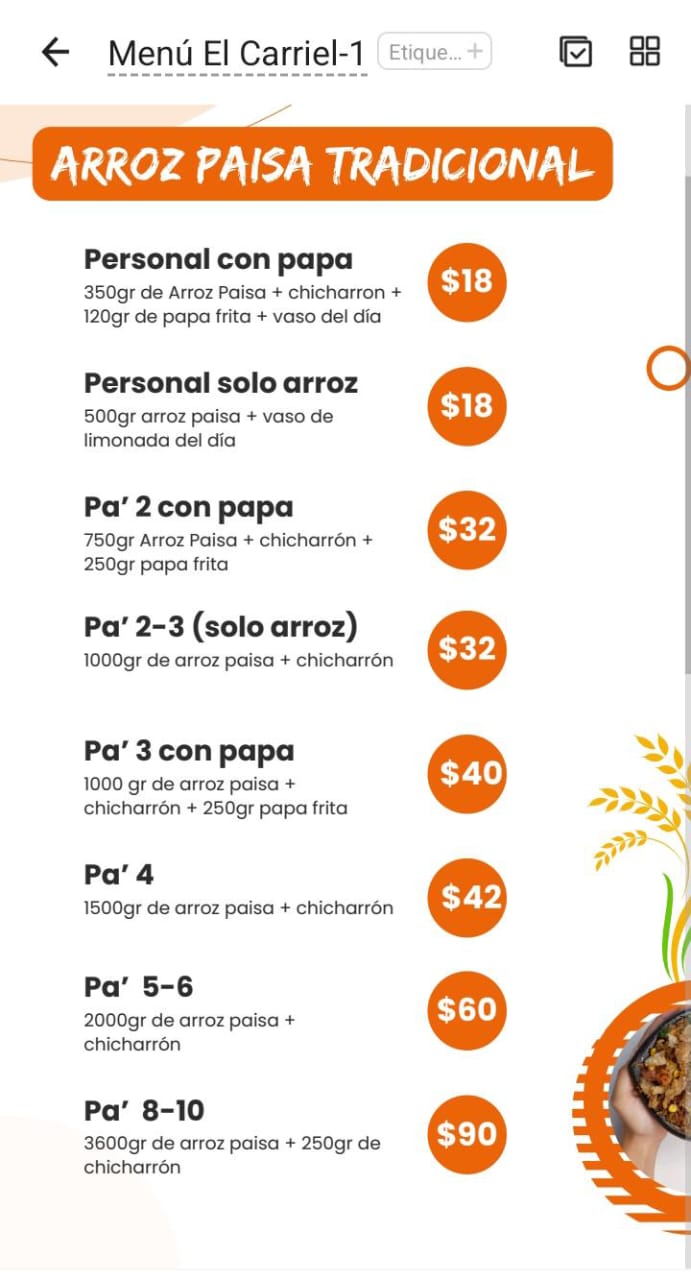 Menú El Carriel-1
Etique... +
ARROZ PAISA TRADICIONAL
Personal con papa
$18
350gr de Arroz Paisa + chicharron +
120gr de papa frita + vaso del día
Personal solo arroz
$18
500gr arroz paisa + vaso de
limonada del día
Pa’ 2 con papa
$32
750gr Arroz Paisa + chicharrón +
250gr papa frita
Pa’ 2-3 (solo arroz)
$32
1000gr de arroz paisa + chicharrón
Pa’ 3 con papa
$40
1000 gr de arroz paisa +
chicharrón + 250gr papa frita
Pa’ 4
$42
1500gr de arroz paisa + chicharrón
Pa’ 5-6
$60
2000gr de arroz paisa +
chicharrón
Pa’ 8-10
$90
3600gr de arroz paisa + 250gr de
chicharrón